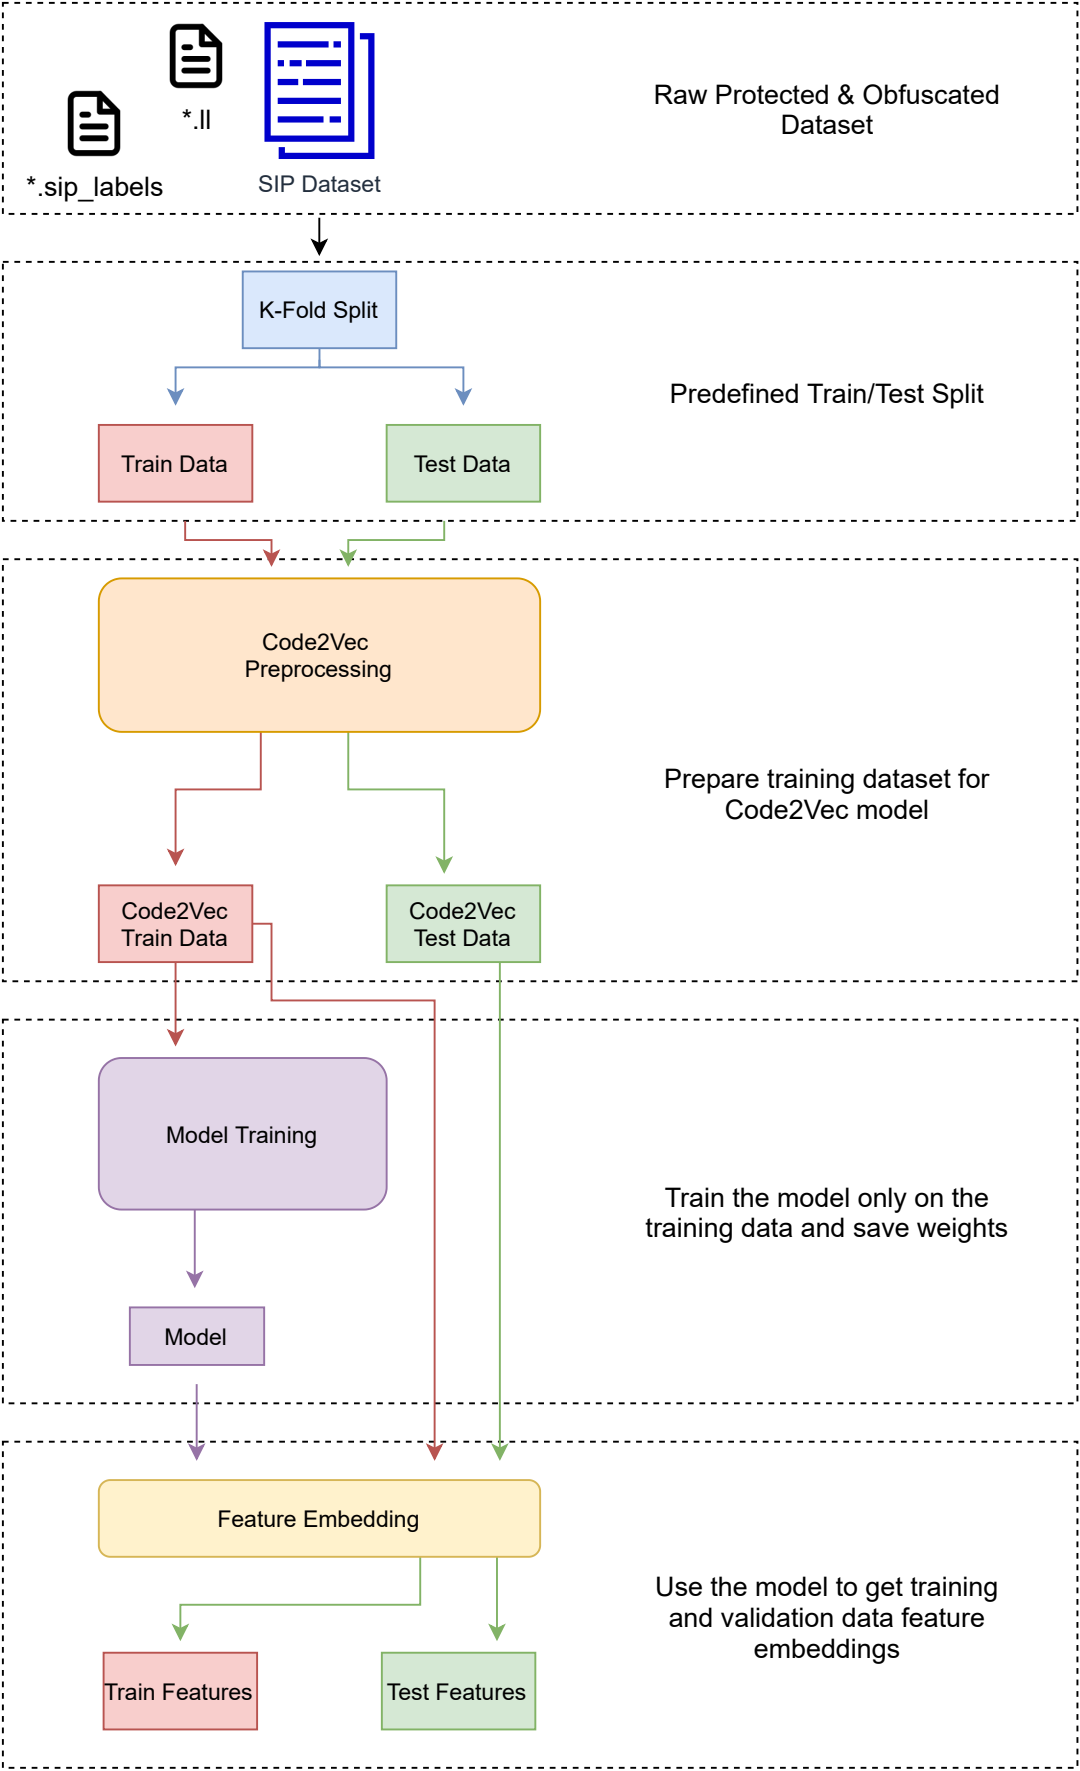 *.ll
*.sip_labels
SIP Dataset
Raw Protected & Obfuscated
Dataset
K-Fold Split
Predefined Train/Test Split
Train Data
Test Data
Code2Vec
Preprocessing
Prepare training dataset for
Code2Vec model
Code2Vec
Train Data
Code2Vec
Test Data
Model Training
Train the model only on the
training data and save weights
Model
Feature Embedding
Use the model to get training
and validation data feature
embeddings
Train Features
Test Features